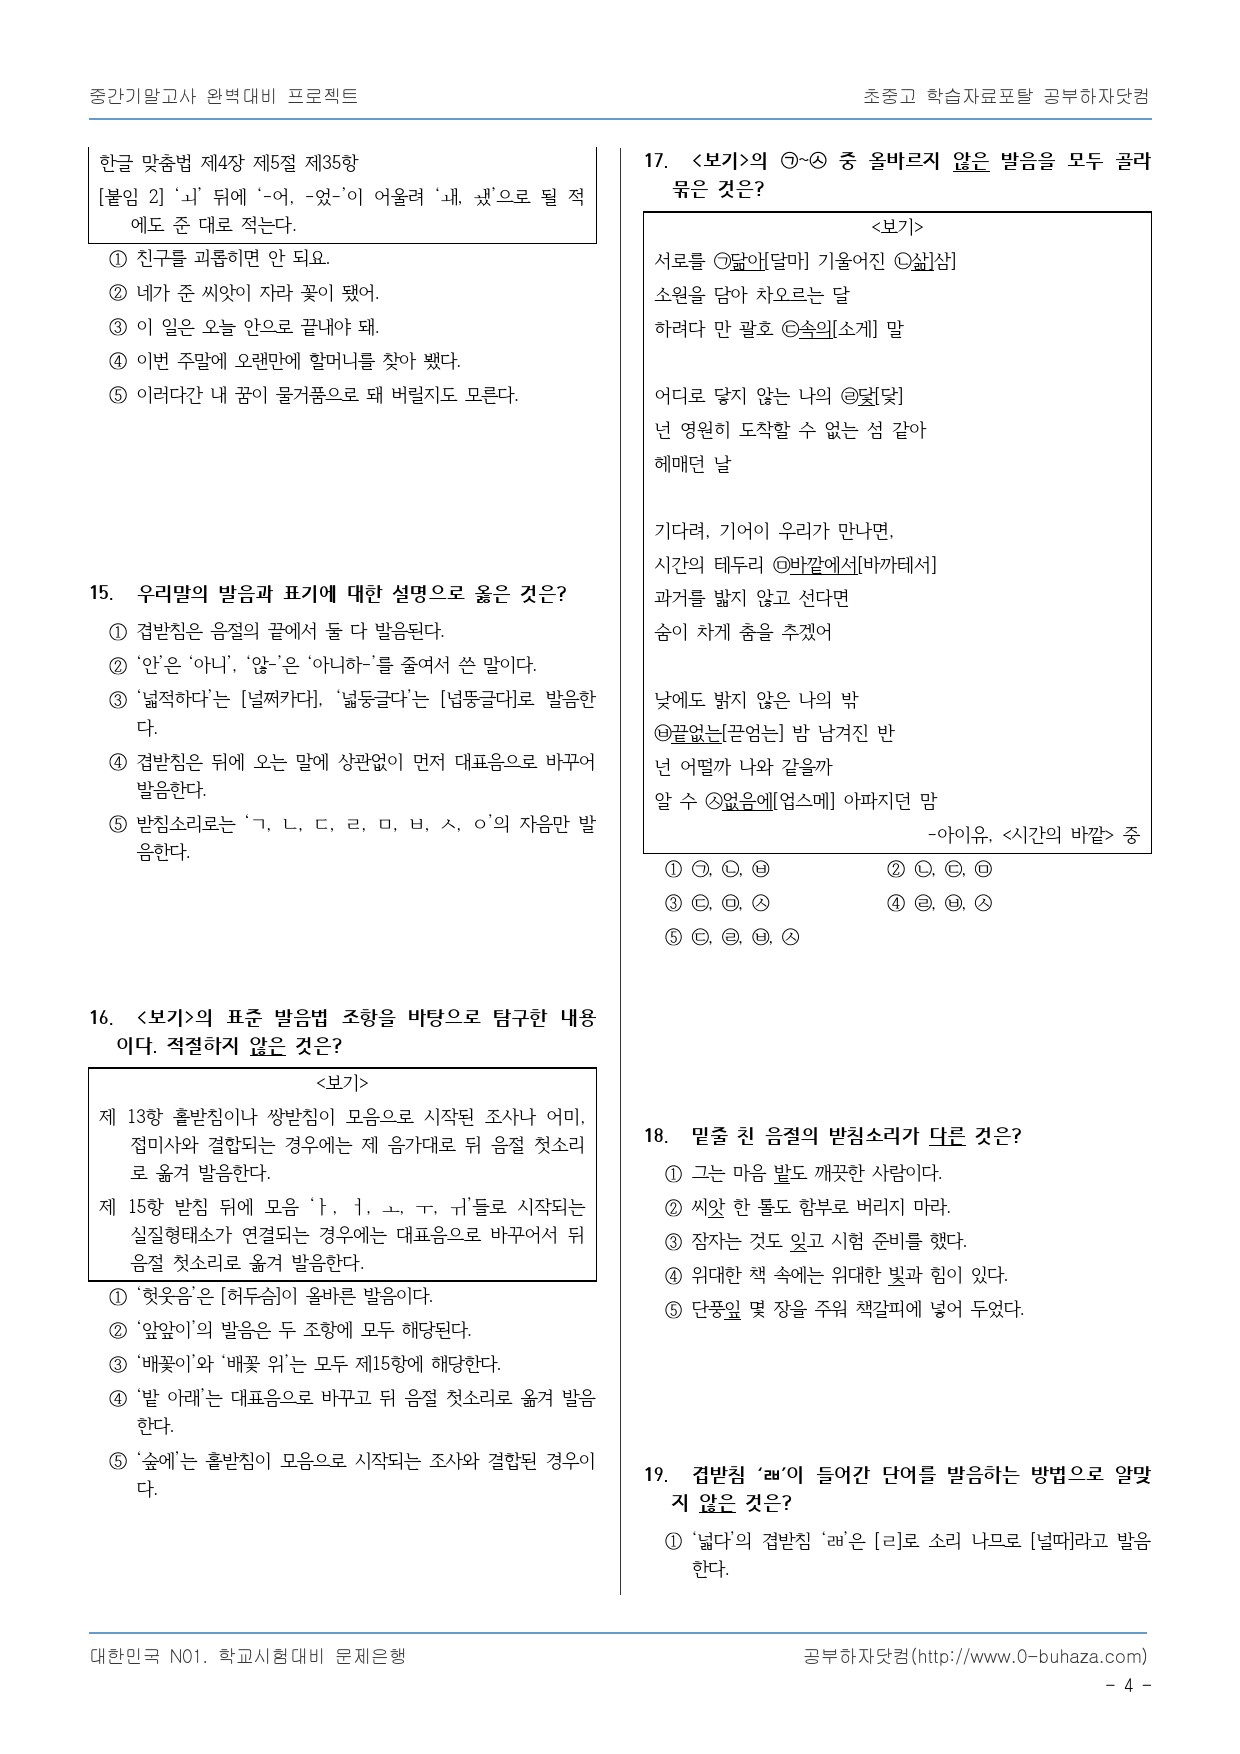 중간기말고사 완벽대비 프로젝트
초중고 학습자료포탈 공부하자닷컴
한글 맞춤법 제4장 제5절 제35항
[붙임 2] ‘ㅚ’ 뒤에 ‘-어, -었-’이 어울려 ‘ㅙ, ㅙㅆ’으로 될 적
에도 준 대로 적는다.
① 친구를 괴롭히면 안 되요.
② 네가 준 씨앗이 자라 꽃이 됐어.
③ 이 일은 오늘 안으로 끝내야 돼.
④ 이번 주말에 오랜만에 할머니를 찾아 봽다.
⑤ 이러다간 내 꿈이 물거품으로 돼 버릴지도 모른다.
15. 우리말의 발음과 표기에 대한 설명으로 옳은 것은?
① 겹받침은 음절의 끝에서 둘 다 발음된다.
② ‘안’은 ‘아니’, ‘않-’은 ‘아니하-’를 줄여서 쓴 말이다.
③ ‘넓적하다’는 [널쩌카다], ‘넓둥글다’는 [넙뚱글다]로 발음한
다.
④ 겹받침은 뒤에 오는 말에 상관없이 먼저 대표음으로 바꾸어
발음한다.
⑤ 받침소리로는 ‘ㄱ, ㄴ, ㄷ, ㄹ, ㅁ, ㅂ, ㅅ, ㅇ’의 자음만 발
음한다.
16. <보기>의 표준 발음법 조항을 바탕으로 탐구한 내용
이다. 적절하지 않은 것은?
<보기>
제 13항 홑받침이나 쌍받침이 모음으로 시작된 조사나 어미,
접미사와 결합되는 경우에는 제 음가대로 뒤 음절 첫소리
로 옮겨 발음한다.
제 15항 받침 뒤에 모음 ‘ㅏ, ㅓ, ㅗ, ㅜ, ㅟ’들로 시작되는
실질형태소가 연결되는 경우에는 대표음으로 바꾸어서 뒤
음절 첫소리로 옮겨 발음한다.
① ‘헛웃음’은 [허두슴]이 올바른 발음이다.
② ‘앞앞이’의 발음은 두 조항에 모두 해당된다.
③ ‘배꽃이’와 ‘배꽃 위’는 모두 제15항에 해당한다.
④ ‘밭 아래’는 대표음으로 바꾸고 뒤 음절 첫소리로 옮겨 발음
한다.
⑤ ‘숲에’는 홑받침이 모음으로 시작되는 조사와 결합된 경우이
다.
17. <보기>의 ㉠~㉦ 중 올바르지 않은 발음을 모두 골라
묶은 것은?
<보기>
서로를 ㉠닮아[달마] 기울어진 ㉡삶]삼]
소원을 담아 차오르는 달
하려다 만 괄호 ㉢속의[소게] 말
어디로 닿지 않는 나의 ㉣닻[닻]
넌 영원히 도착할 수 없는 섬 같아
헤매던 날
기다려, 기어이 우리가 만나면,
시간의 테두리 ㉤바깥에서[바까테서]
과거를 밟지 않고 선다면
숨이 차게 춤을 추겠어
낮에도 밝지 않은 나의 밖
㉥끝없는[끋엄는] 밤 남겨진 반
넌 어떨까 나와 같을까
알 수 ㉦없음에[업스메] 아파지던 맘
-아이유, <시간의 바깥> 중
① ㉠, ㉡, ㉥ ② ㉡, ㉢, ㉤
③ ㉢, ㉤, ㉦ ④ ㉣, ㉥, ㉦
⑤ ㉢, ㉣, ㉥, ㉦
18. 밑줄 친 음절의 받침소리가 다른 것은?
① 그는 마음 밭도 깨끗한 사람이다.
② 씨앗 한 톨도 함부로 버리지 마라.
③ 잠자는 것도 잊고 시험 준비를 했다.
④ 위대한 책 속에는 위대한 빛과 힘이 있다.
⑤ 단풍잎 몇 장을 주워 책갈피에 넣어 두었다.
19. 겹받침 ‘ㄼ’이 들어간 단어를 발음하는 방법으로 알맞
지 않은 것은?
① ‘넓다’의 겹받침 ‘ㄼ’은 [ㄹ]로 소리 나므로 [널따]라고 발음
한다.
대한민국 NO1. 학교시험대비 문제은행
공부하자닷컴(http://www.0-buhaza.com)
- 4 -